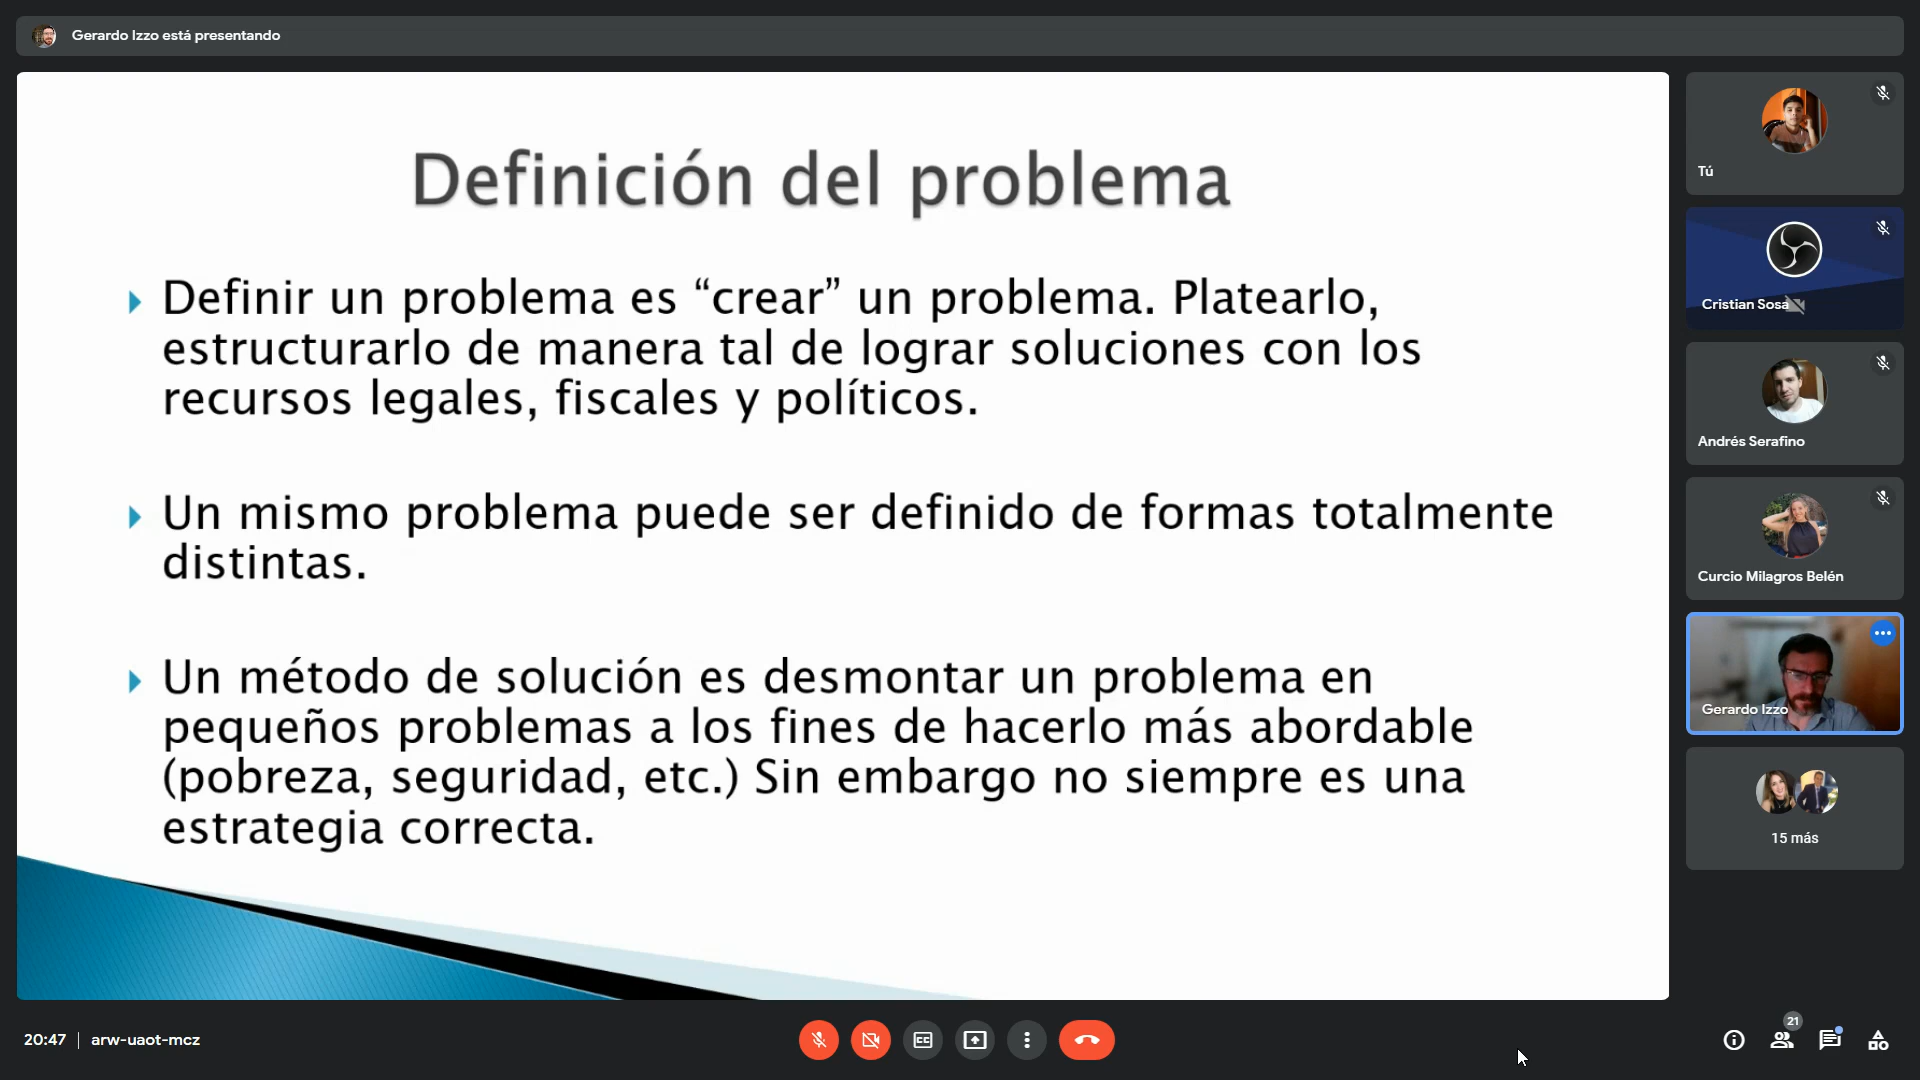 Gerardo Izzo está presentando
Definición del problema
Definir un problema es “crear” un problema. Platearlo,
estructurarlo de manera tal de lograr soluciones con los
recursos legales, fiscales y políticos.
Un mismo problema puede ser definido de formas totalmente
distintas.
Un método de solución es desmontar un problema en
pequeños problemas a los fines de hacerlo más abordable
(pobreza, seguridad, etc.) Sin embargo no siempre es una
estrategia correcta.
Tú
Cristian Sosa
Andrés Serafino
Curcio Milagros Belén
Gerardo Izzo
15 más
20:47 | arw-uaot-mcz
CC
21